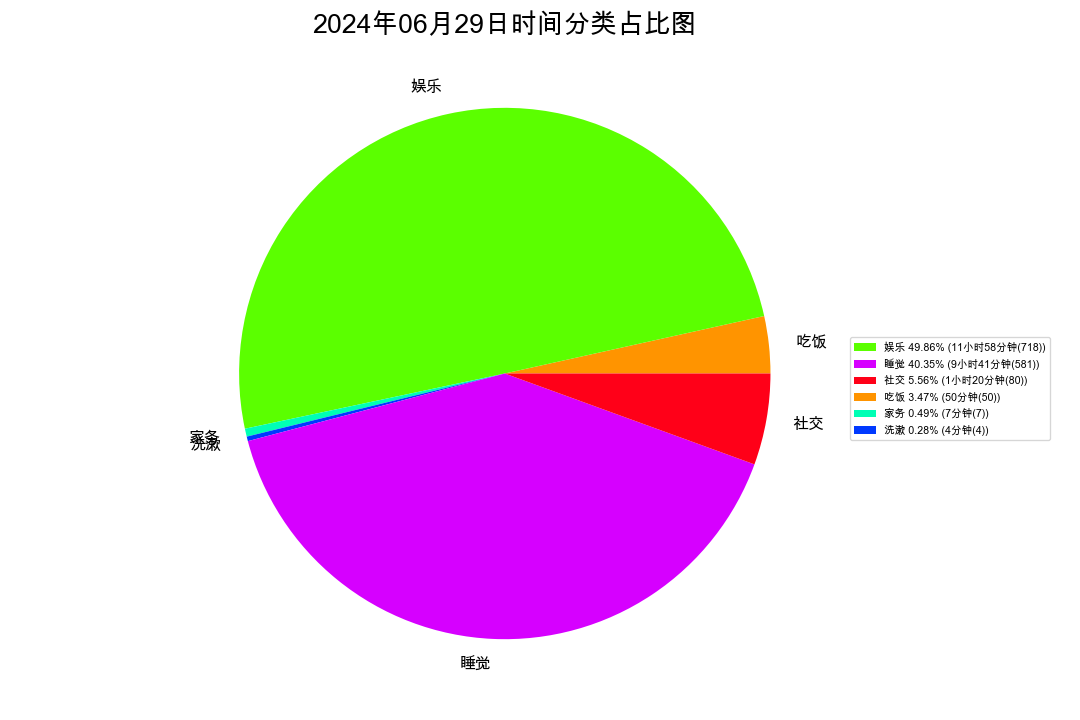 2024年06月29日时间分类占比图
娱乐
吃饭
社交
家务
洗漱
睡觉
娱乐 49.86% (11小时58分钟(718))
睡觉 40.35% (9小时41分钟(581))
社交 5.56% (1小时20分钟(80))
吃饭 3.47% (50分钟(50))
家务 0.49% (7分钟(7))
洗漱 0.28% (4分钟(4))